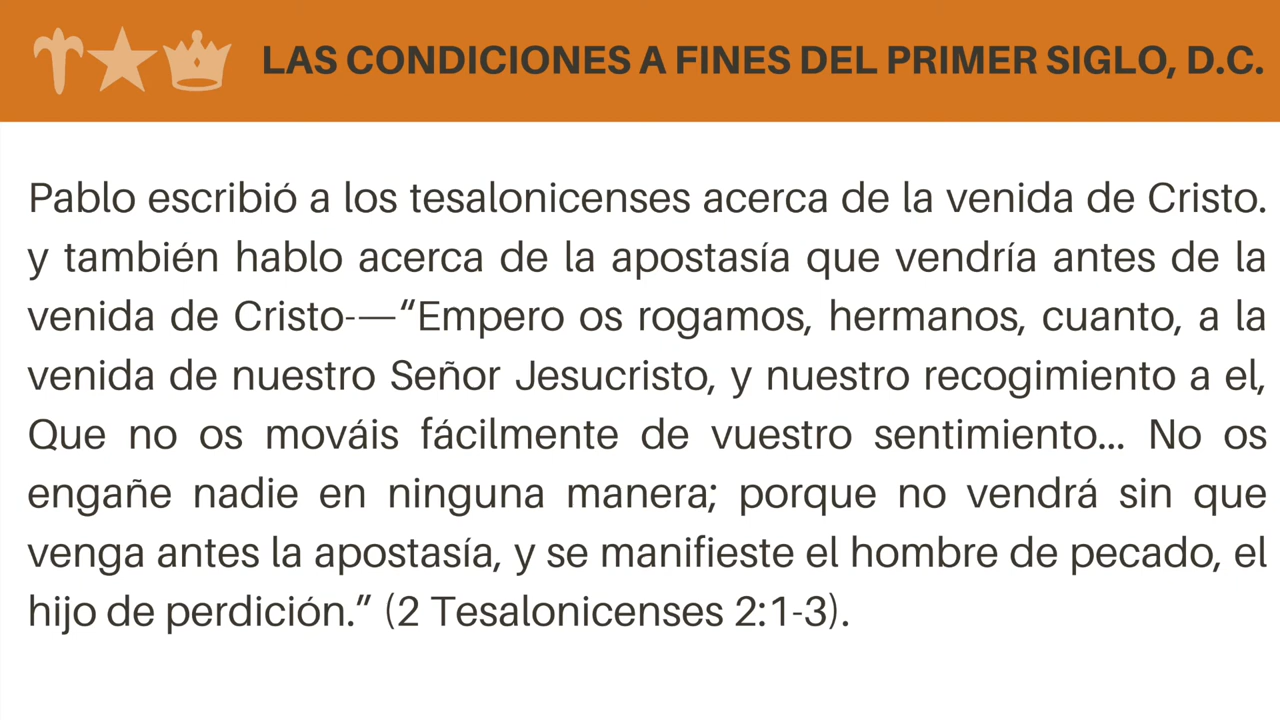 LAS CONDICIONES A FINES DEL PRIMER SIGLO, D.C.
Pablo escribió a los tesalonicenses acerca de la venida de Cristo.
y también hablo acerca de la apostasía que vendría antes de la
venida de Cristo-—“Empero os rogamos, hermanos, cuanto, a la
venida de nuestro Señor Jesucristo, y nuestro recogimiento a el,
Que no os mováis fácilmente de vuestro sentimiento... No os
engañe nadie en ninguna manera; porque no vendrá sin que
venga antes la apostasía, y se manifieste el hombre de pecado, el
hijo de perdición.” (2 Tesalonicenses 2:1-3).